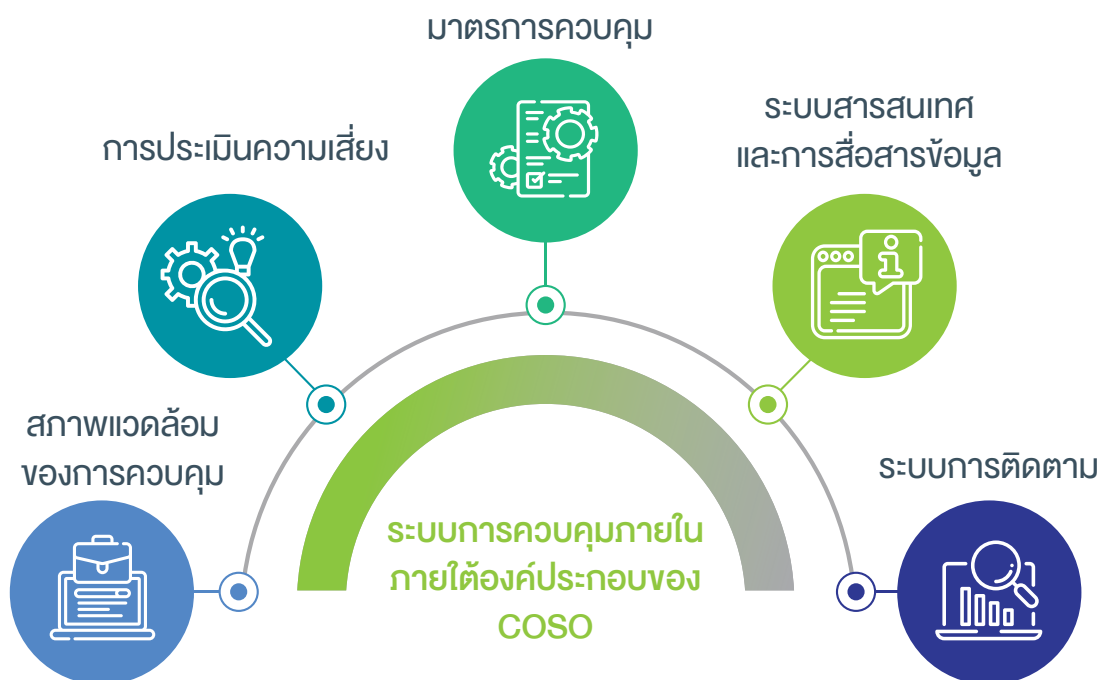 มาตรการควบคุม
ระบบสารสนเทศ
และการสื่อสารข้อมูล
การประเมินความเสี่ยง
สภาพแวดล้อม
ของการควบคุม
ระบบการติดตาม
ระบบการควบคุมภายใน
ภายใต้องค์ประกอบของ
COSO